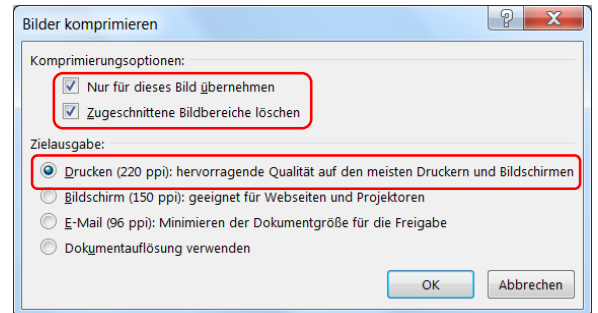 Bilder komprimieren
Komprimierungsoptionen:
Nur für dieses Bild übernehmen
Zugeschnittene Bildbereiche löschen
Zielausgabe:
Drucken (220 ppi): hervorragende Qualität auf den meisten Druckern und Bildschirmen
Bildschirm (150 ppi): geeignet für Webseiten und Projektoren
E-Mail (96 ppi): Minimieren der Dokumentgröße für die Freigabe
Dokumentauflösung verwenden
OK Abbrechen